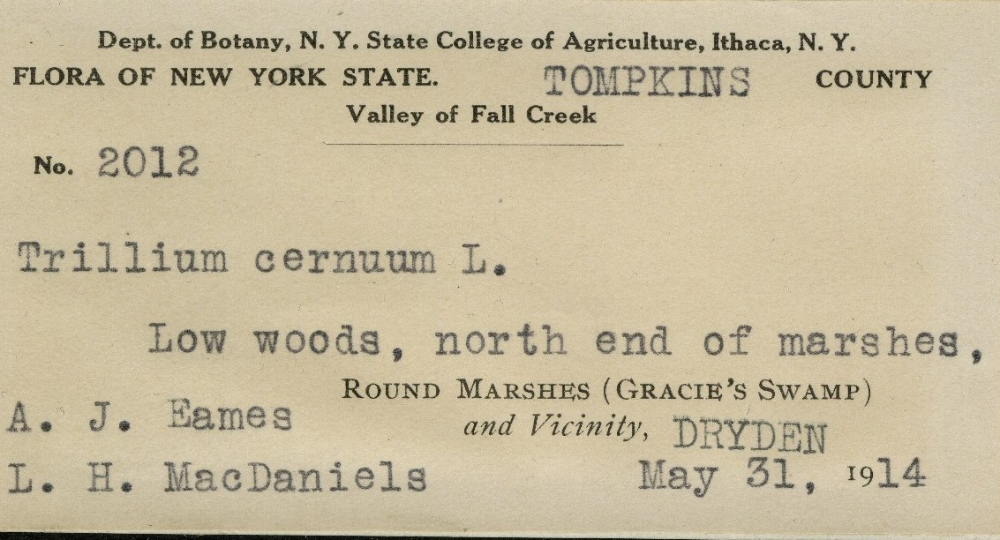 Dept. of Botany, N. Y. State College of Agriculture, Ithaca, N. Y.
FLORA OF NEW YORK STATE. TOMPKINS COUNTY
Valley of Fall Creek
No. 2012
Trillium cernuum L.
Low woods, north end of marshes,
ROUND MARSHES (GRACIE'S SWAMP)
A. J. Eames and Vicinity, DRYDEN
L. H. MacDaniels May 31, 1914